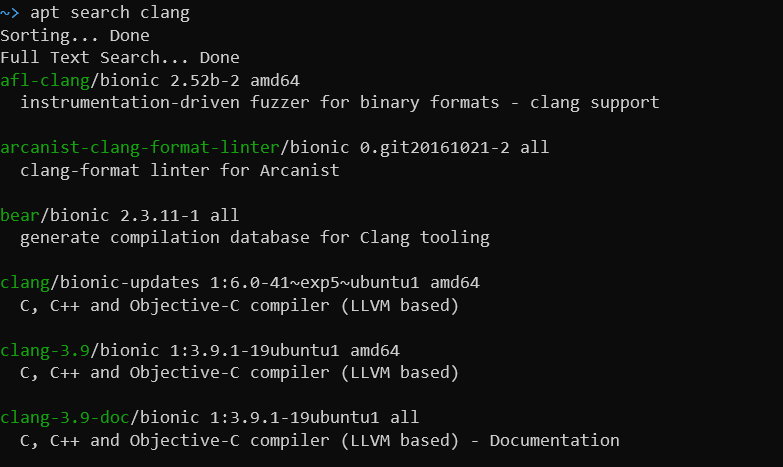 ~> apt search clang
Sorting... Done
Full Text Search... Done
afl-clang/bionic 2.52b-2 amd64
  instrumentation-driven fuzzer for binary formats - clang support
arcanist-clang-format-linter/bionic 0.git20161021-2 all
  clang-format linter for Arcanist
bear/bionic 2.3.11-1 all
  generate compilation database for Clang tooling
clang/bionic-updates 1:6.0-41~exp5~ubuntu1 amd64
  C, C++ and Objective-C compiler (LLVM based)
clang-3.9/bionic 1:3.9.1-19ubuntu1 amd64
  C, C++ and Objective-C compiler (LLVM based)
clang-3.9-doc/bionic 1:3.9.1-19ubuntu1 all
  C, C++ and Objective-C compiler (LLVM based) - Documentation